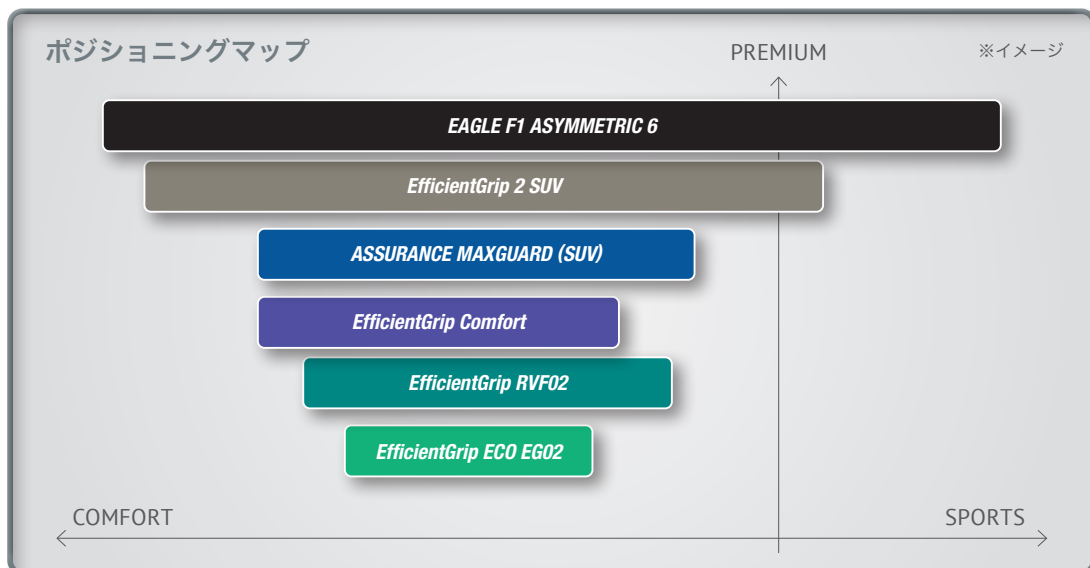 ポジショニングマップ
PREMIUM
※イメージ
EAGLE F1 ASYMMETRIC 6
EfficientGrip 2 SUV
ASSURANCE MAXGUARD (SUV)
EfficientGrip Comfort
EfficientGrip RVF02
EfficientGrip ECO EG02
COMFORT
SPORTS